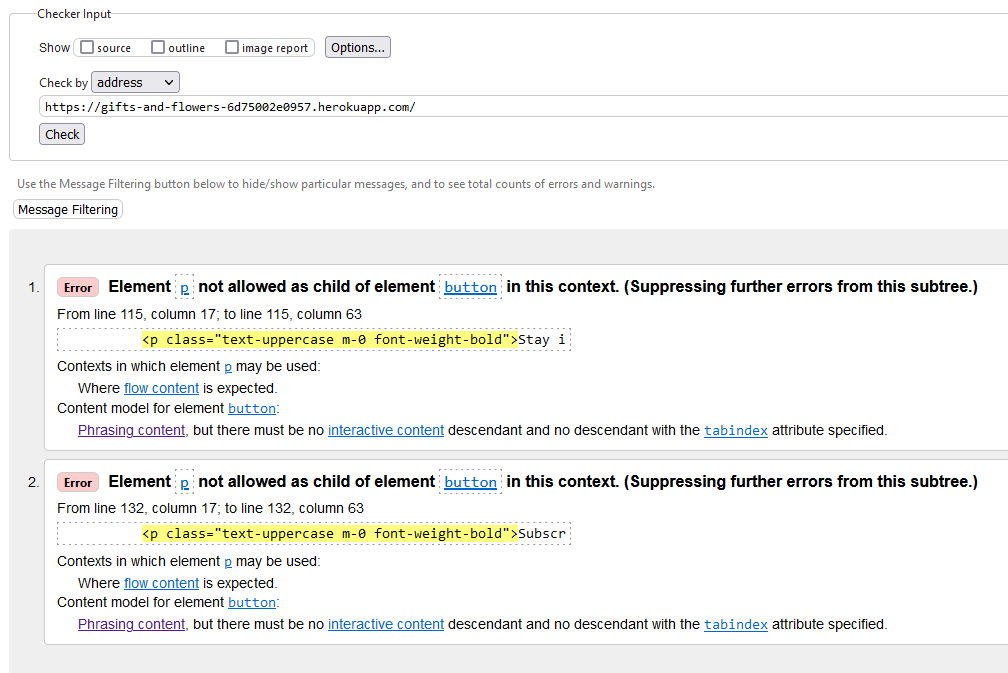 Checker Input
Show source outline image report Options...
Check by address
https://gifts-and-flowers-6d75002e0957.herokuapp.com/
Check
Use the Message Filtering button below to hide/show particular messages, and to see total counts of errors and warnings.
Message Filtering
1. Error Element p not allowed as child of element button in this context. (Suppressing further errors from this subtree.)
From line 115, column 17; to line 115, column 63
<p class="text-uppercase m-0 font-weight-bold">Stay i
Contexts in which element p may be used:
Where flow content is expected.
Content model for element button:
Phrasing content, but there must be no interactive content descendant and no descendant with the tabindex attribute specified.
2. Error Element p not allowed as child of element button in this context. (Suppressing further errors from this subtree.)
From line 132, column 17; to line 132, column 63
<p class="text-uppercase m-0 font-weight-bold">Subscr
Contexts in which element p may be used:
Where flow content is expected.
Content model for element button:
Phrasing content, but there must be no interactive content descendant and no descendant with the tabindex attribute specified.